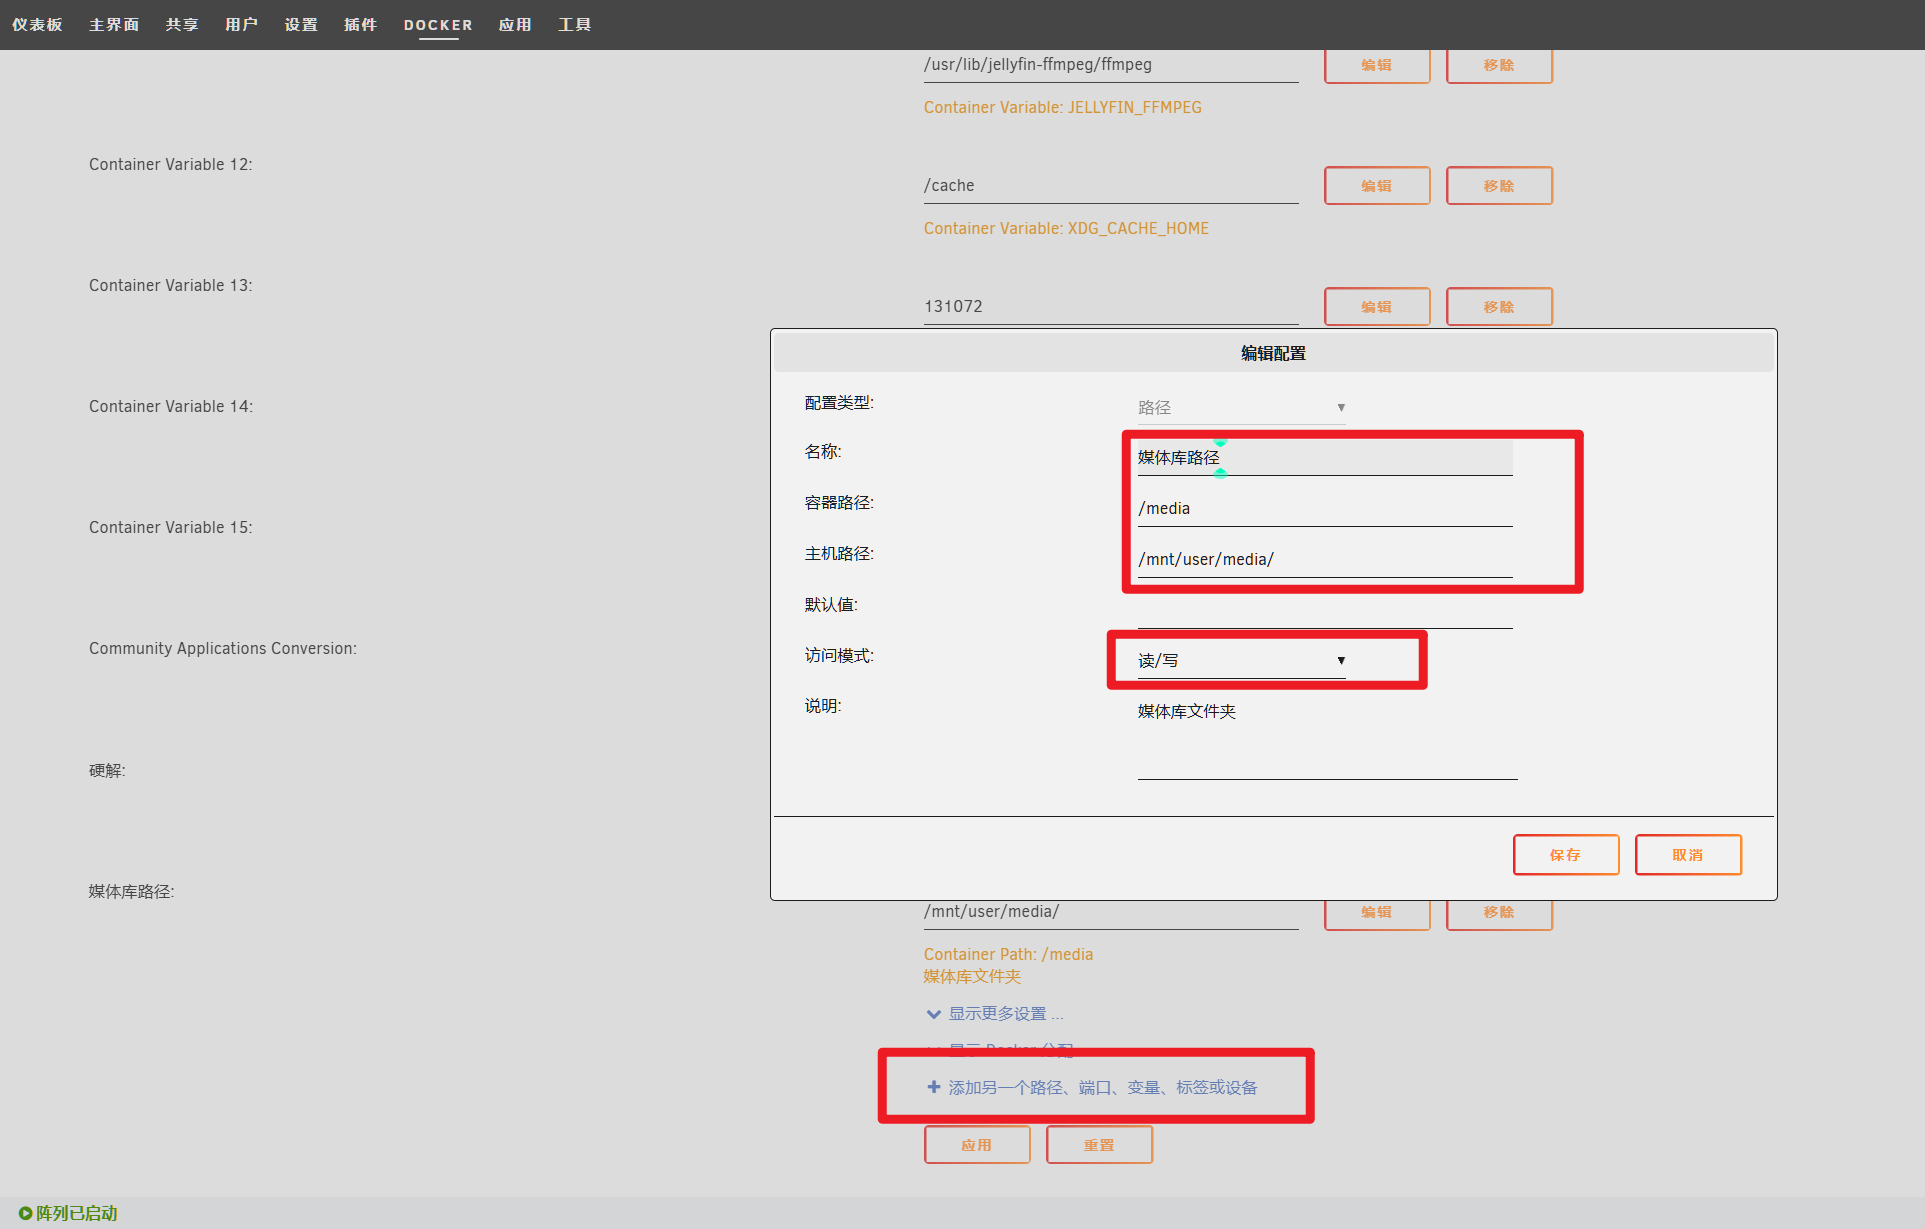 仪表板 主界面 共享 用户 设置 插件 DOCKER 应用 工具
/usr/lib/jellyfin-ffmpeg/ffmpeg 编辑 移除
Container Variable: JELLYFIN_FFMPEG
Container Variable 12:
/cache 编辑 移除
Container Variable: XDG_CACHE_HOME
Container Variable 13:
131072 编辑 移除
编辑配置
配置类型: 路径
名称: 媒体库路径
容器路径: /media
主机路径: /mnt/user/media/
默认值:
访问模式: 读/写
说明: 媒体库文件夹
保存 取消
Container Variable 14:
Container Variable 15:
Community Applications Conversion:
硬解:
媒体库路径:
/mnt/user/media/ 编辑 移除
Container Path: /media
媒体库文件夹
显示更多设置 ...
显示 Docker 分配
添加另一个路径、端口、变量、标签或设备
应用 重置
阵列已启动